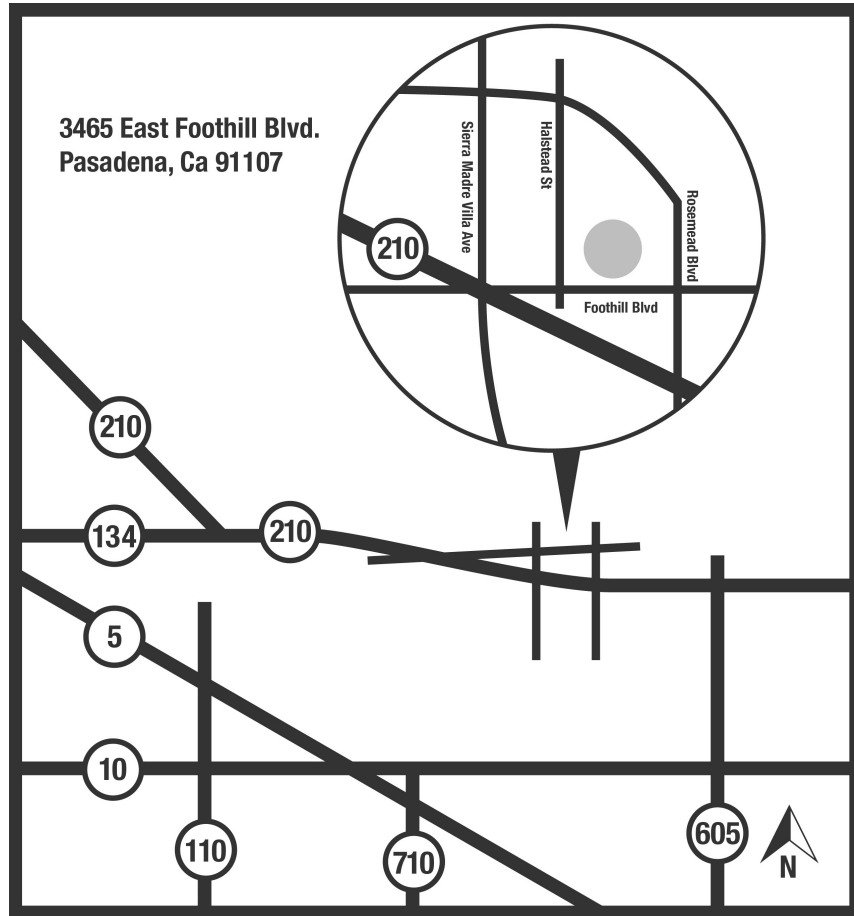 3465 East Foothill Blvd.
Pasadena, Ca 91107
Sierra Madre Villa Ave
Halstead St
Rosemead Blvd
210
Foothill Blvd
210
134
210
5
10
110
710
605
N